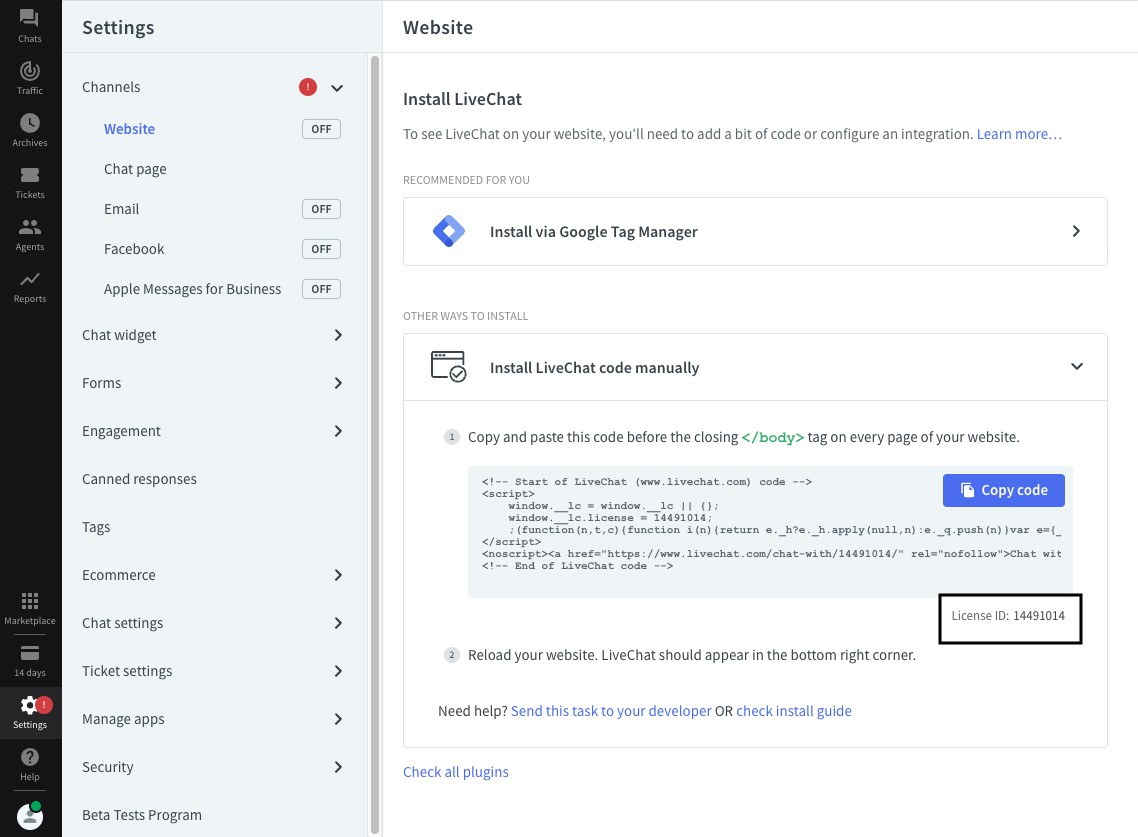 Chats
Traffic
Archives
Tickets
Agents
Reports
Marketplace
14 days
Settings
!
Help
Settings
Channels
!
Website
OFF
Chat page
Email
OFF
Facebook
OFF
Apple Messages for Business
OFF
Chat widget
Forms
Engagement
Canned responses
Tags
Ecommerce
Chat settings
Ticket settings
Manage apps
Security
Beta Tests Program
Website
Install LiveChat
To see LiveChat on your website, you'll need to add a bit of code or configure an integration. Learn more…
RECOMMENDED FOR YOU
Install via Google Tag Manager
OTHER WAYS TO INSTALL
Install LiveChat code manually
1 Copy and paste this code before the closing </body> tag on every page of your website.
Copy code
<!-- Start of LiveChat (www.livechat.com) code -->
<script>
window.__lc = window.__lc || {};
window.__lc.license = 14491014;
;(function(n,t,c){function i(n){return e._h?e._h.apply(null,n):e._q.push(n)}var e={_
</script>
<noscript><a href="https://www.livechat.com/chat-with/14491014/" rel="nofollow">Chat wit
<!-- End of LiveChat code -->
License ID: 14491014
2 Reload your website. LiveChat should appear in the bottom right corner.
Need help? Send this task to your developer OR check install guide
Check all plugins